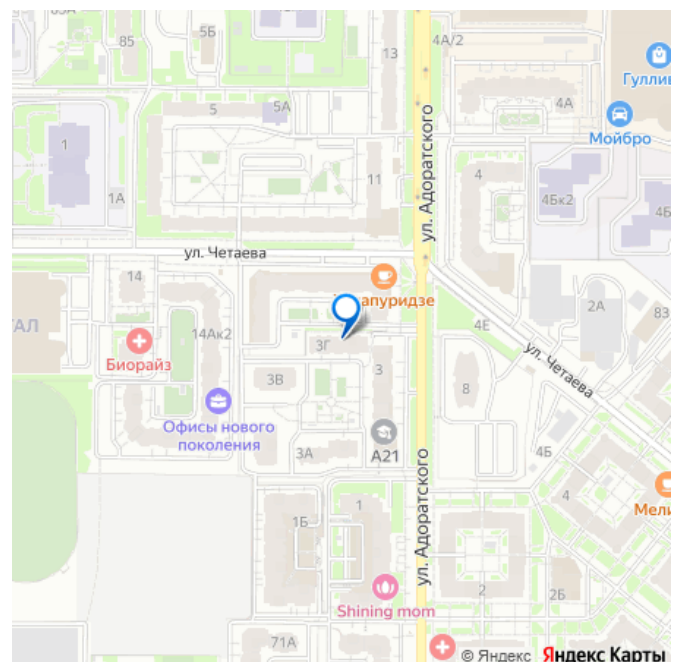 85
5Б
13
4А/2
Гулли
5
5А
4А
Мойбро
1
ул. Адоратского
11
4
4Бк2
4Б
1А
ул. Четаева
14
апуридзе
2А
83
ТАЛ
14Ак2
3Г
4Е
Биорайз
ул. Четаева
3В
3
8
Офисы нового
поколения
3А
А21
4Б
ул. Адоратского
4
Мели
1Б
1
2
2Б
Shining mom
71А
© Яндекс Яндекс Карты